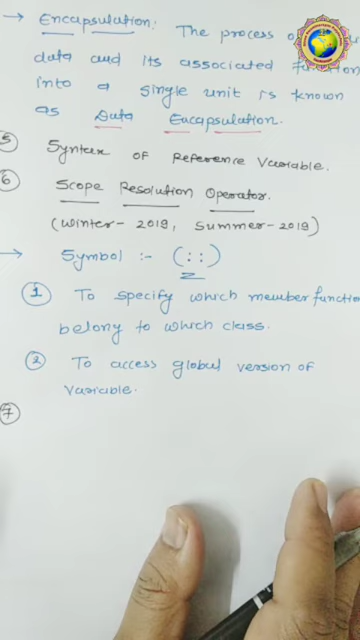 → Encapsulation: The process o
data and its associated function
into a single unit is known
as Data Encapsulation.
5 Syntax of Reference Variable.
6 Scope Resolution Operator.
(Winter-2019, Summer-2019)
→ Symbol :- (::)
1 To specify which member functio
belong to which class.
2 To access global version of
variable.
7